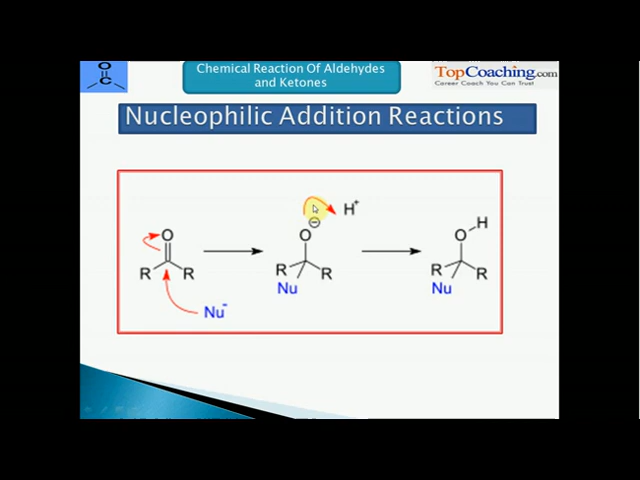 O
C
Chemical Reaction Of Aldehydes
and Ketones
TopCoaching.com
Career Coach You Can Trust
Nucleophilic Addition Reactions
O
R R
Nu-
H+
⊖
O
R R
Nu
H
O
R R
Nu